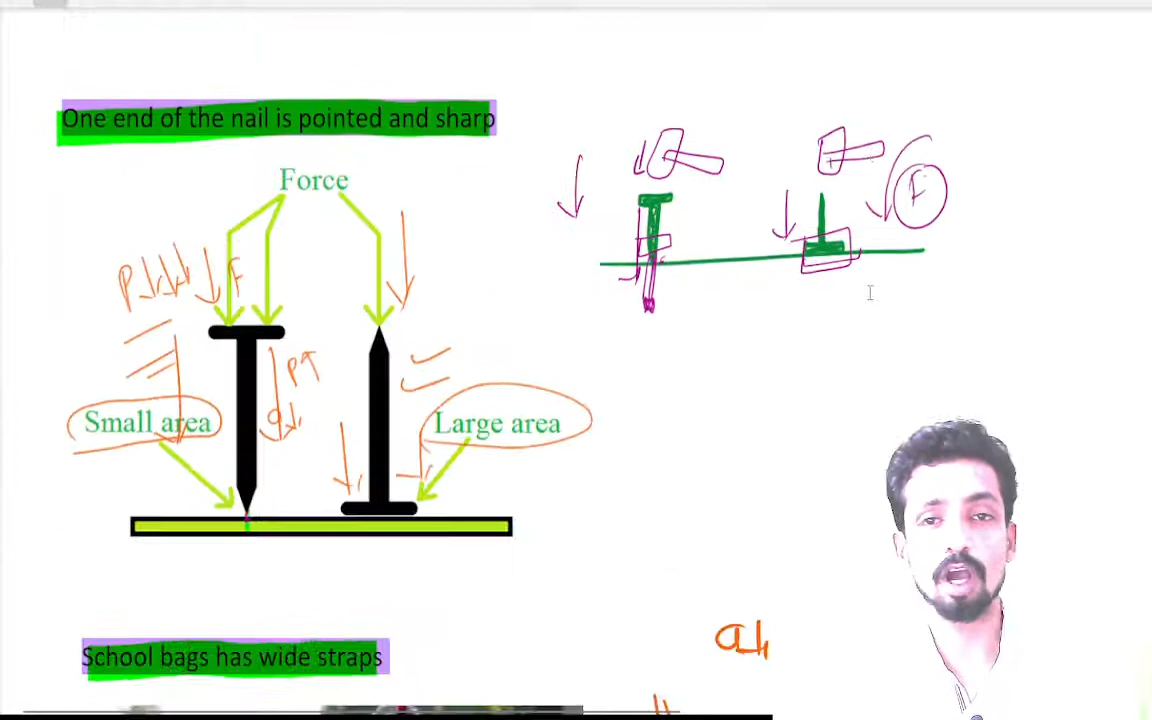 One end of the nail is pointed and sharp
Force
F
P
F
P↑
Small area
Large area
School bags has wide straps